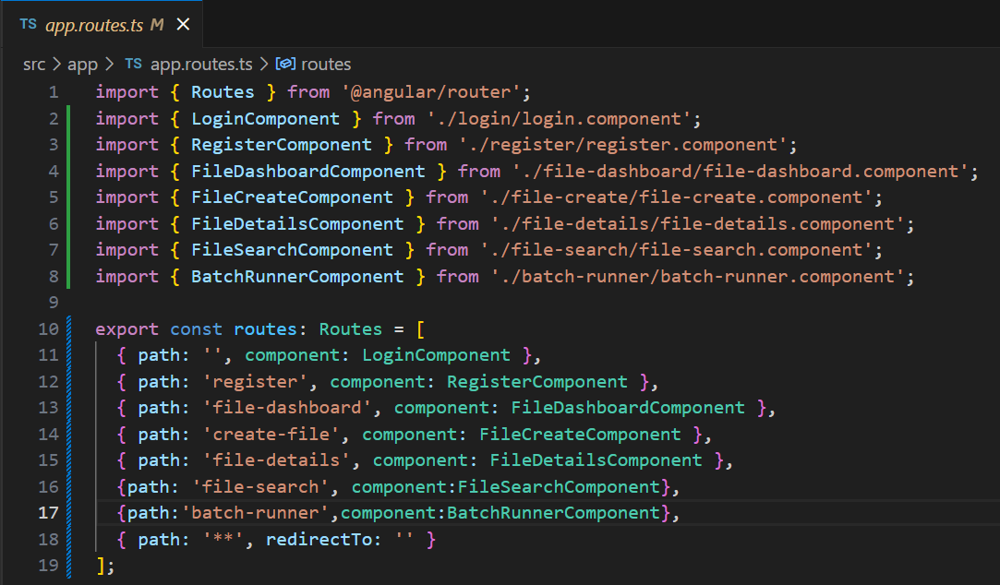 TS app.routes.ts M ×
src > app > TS app.routes.ts > routes
1 import { Routes } from '@angular/router';
2 import { LoginComponent } from './login/login.component';
3 import { RegisterComponent } from './register/register.component';
4 import { FileDashboardComponent } from './file-dashboard/file-dashboard.component';
5 import { FileCreateComponent } from './file-create/file-create.component';
6 import { FileDetailsComponent } from './file-details/file-details.component';
7 import { FileSearchComponent } from './file-search/file-search.component';
8 import { BatchRunnerComponent } from './batch-runner/batch-runner.component';
9
10 export const routes: Routes = [
11   { path: '', component: LoginComponent },
12   { path: 'register', component: RegisterComponent },
13   { path: 'file-dashboard', component: FileDashboardComponent },
14   { path: 'create-file', component: FileCreateComponent },
15   { path: 'file-details', component: FileDetailsComponent },
16   {path: 'file-search', component:FileSearchComponent},
17   {path:'batch-runner',component:BatchRunnerComponent},
18   { path: '**', redirectTo: '' }
19 ];